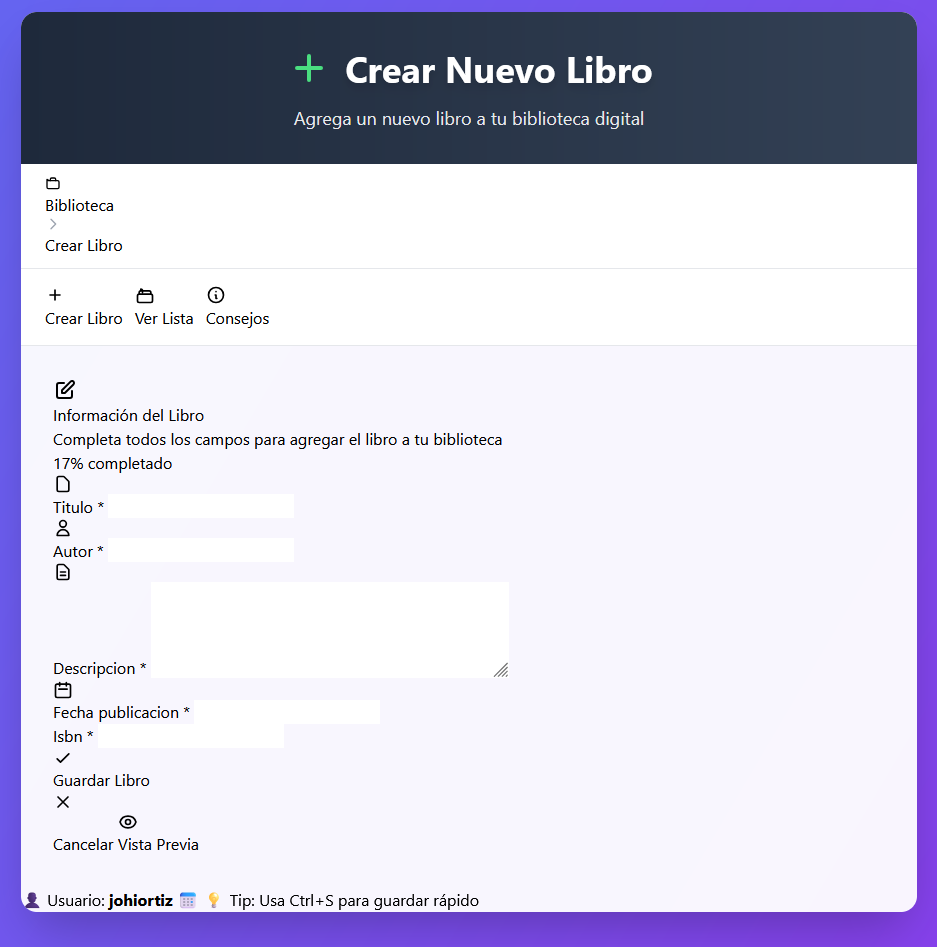 Crear Nuevo Libro
Agrega un nuevo libro a tu biblioteca digital
Biblioteca
Crear Libro
Crear Libro Ver Lista Consejos
Información del Libro
Completa todos los campos para agregar el libro a tu biblioteca
17% completado
Titulo *
Autor *
Descripcion *
Fecha publicacion *
Isbn *
Guardar Libro
Cancelar Vista Previa
Usuario: johiortiz Tip: Usa Ctrl+S para guardar rápido